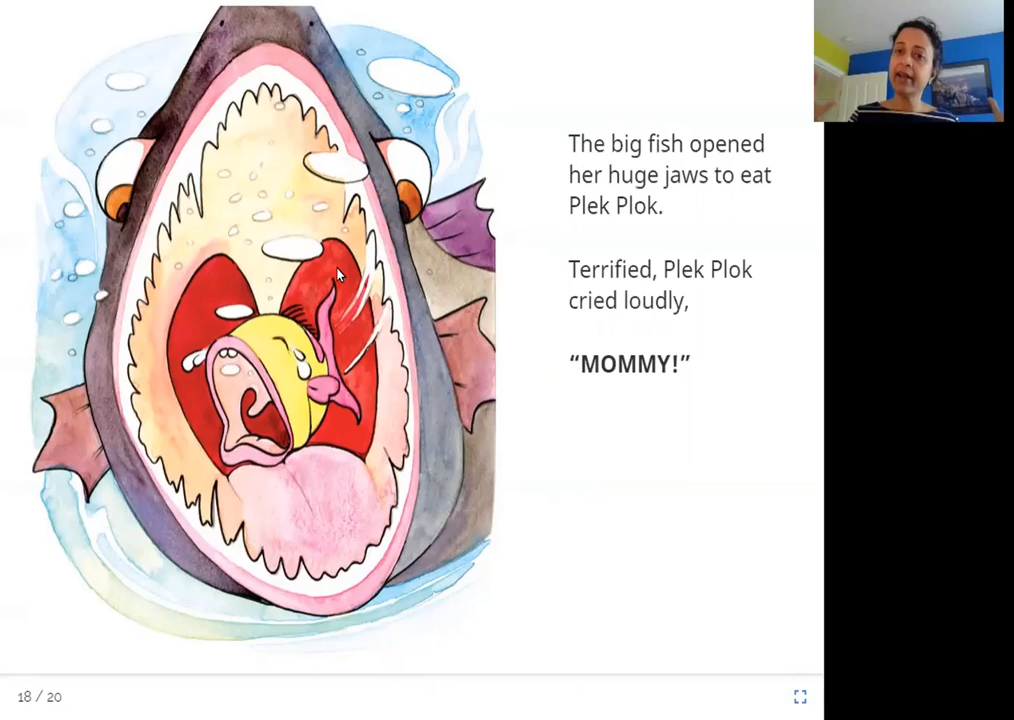 The big fish opened
her huge jaws to eat
Plek Plok.
Terrified, Plek Plok
cried loudly,
“MOMMY!”
18 / 20